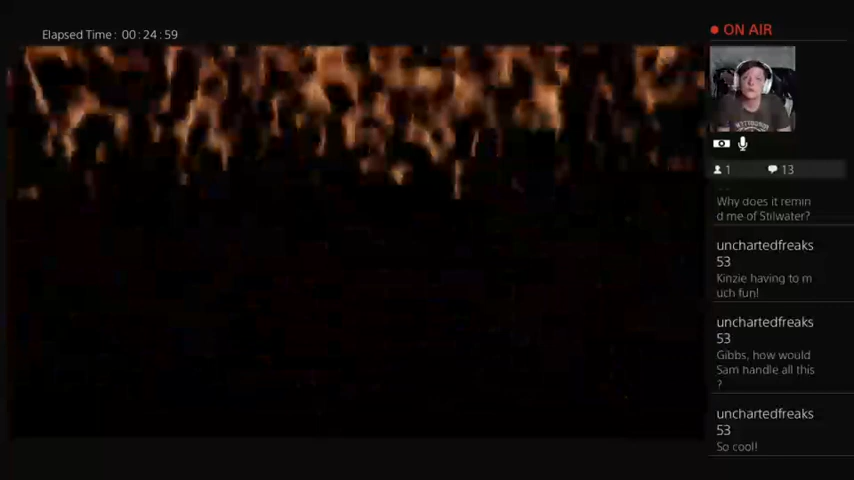 Elapsed Time: 00:24:59
ON AIR
1
13
Why does it remin
d me of Stilwater?
unchartedfreaks
53
Kinzie having to m
uch fun!
unchartedfreaks
53
Gibbs, how would
Sam handle all this
?
unchartedfreaks
53
So cool!